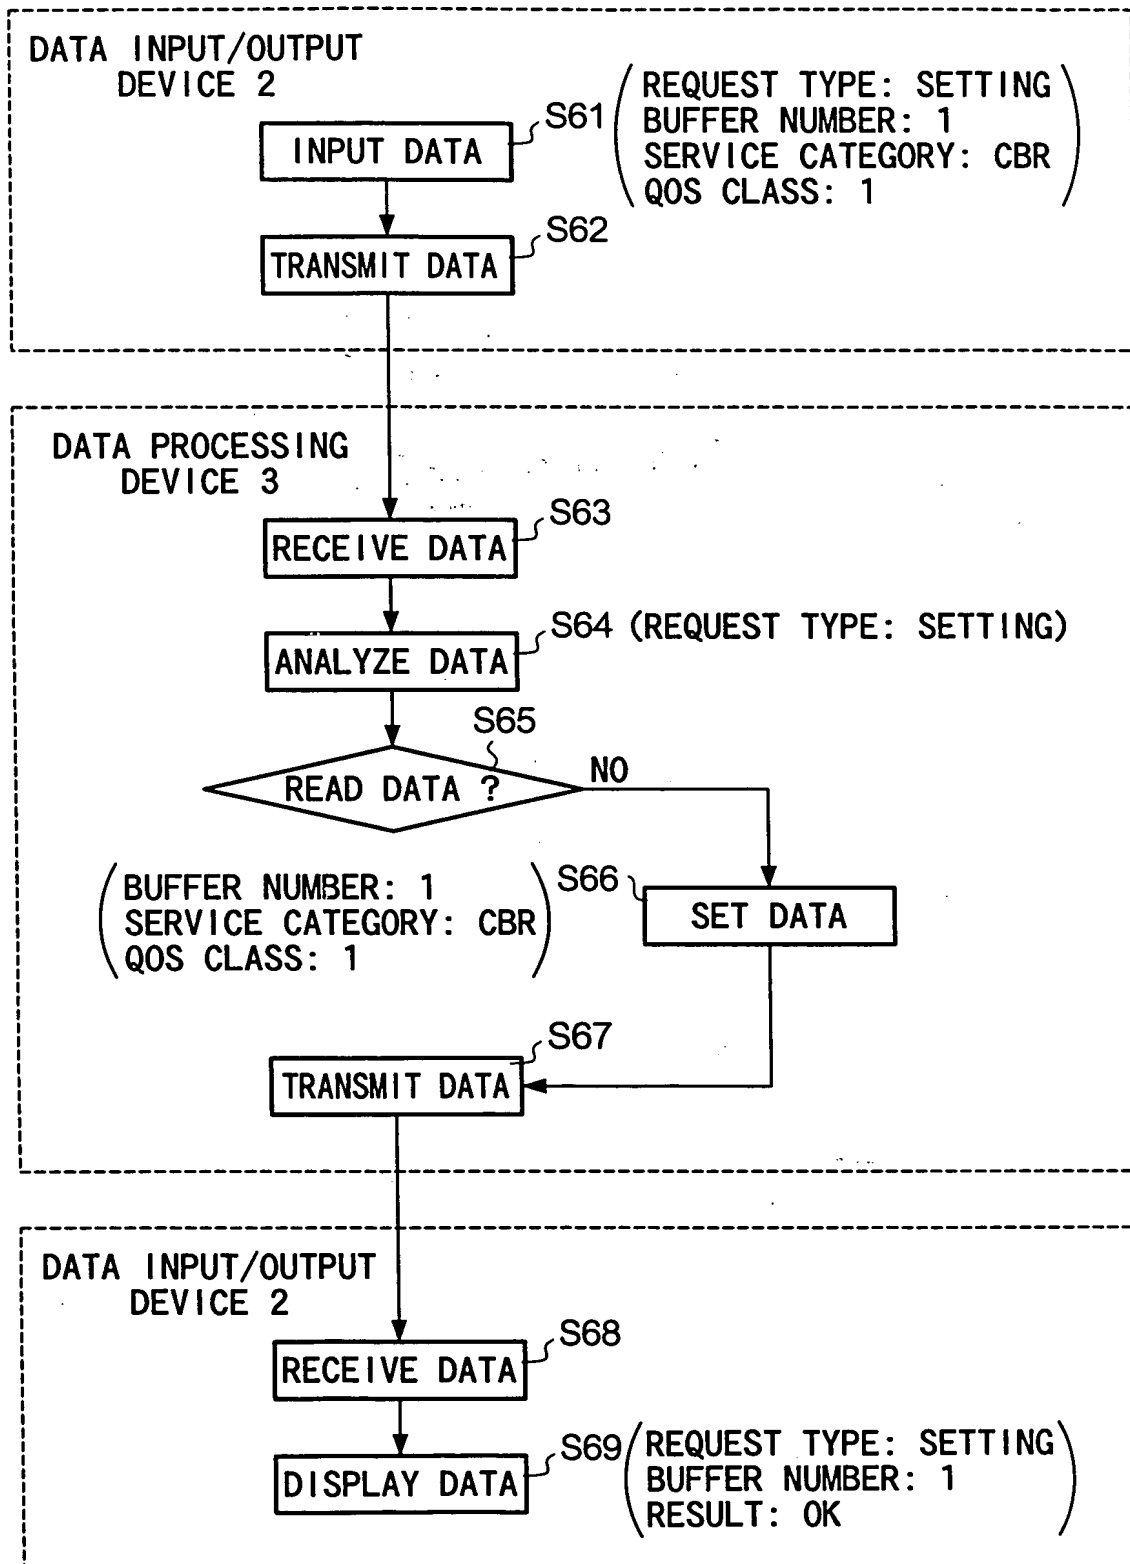 DATA INPUT/OUTPUT
DEVICE 2
S61
REQUEST TYPE: SETTING
BUFFER NUMBER: 1
SERVICE CATEGORY: CBR
QOS CLASS: 1
INPUT DATA
S62
TRANSMIT DATA
DATA PROCESSING
DEVICE 3
S63
RECEIVE DATA
S64 (REQUEST TYPE: SETTING)
ANALYZE DATA
S65
READ DATA ?
NO
BUFFER NUMBER: 1
SERVICE CATEGORY: CBR
QOS CLASS: 1
S66
SET DATA
S67
TRANSMIT DATA
DATA INPUT/OUTPUT
DEVICE 2
S68
RECEIVE DATA
S69
REQUEST TYPE: SETTING
BUFFER NUMBER: 1
RESULT: OK
DISPLAY DATA